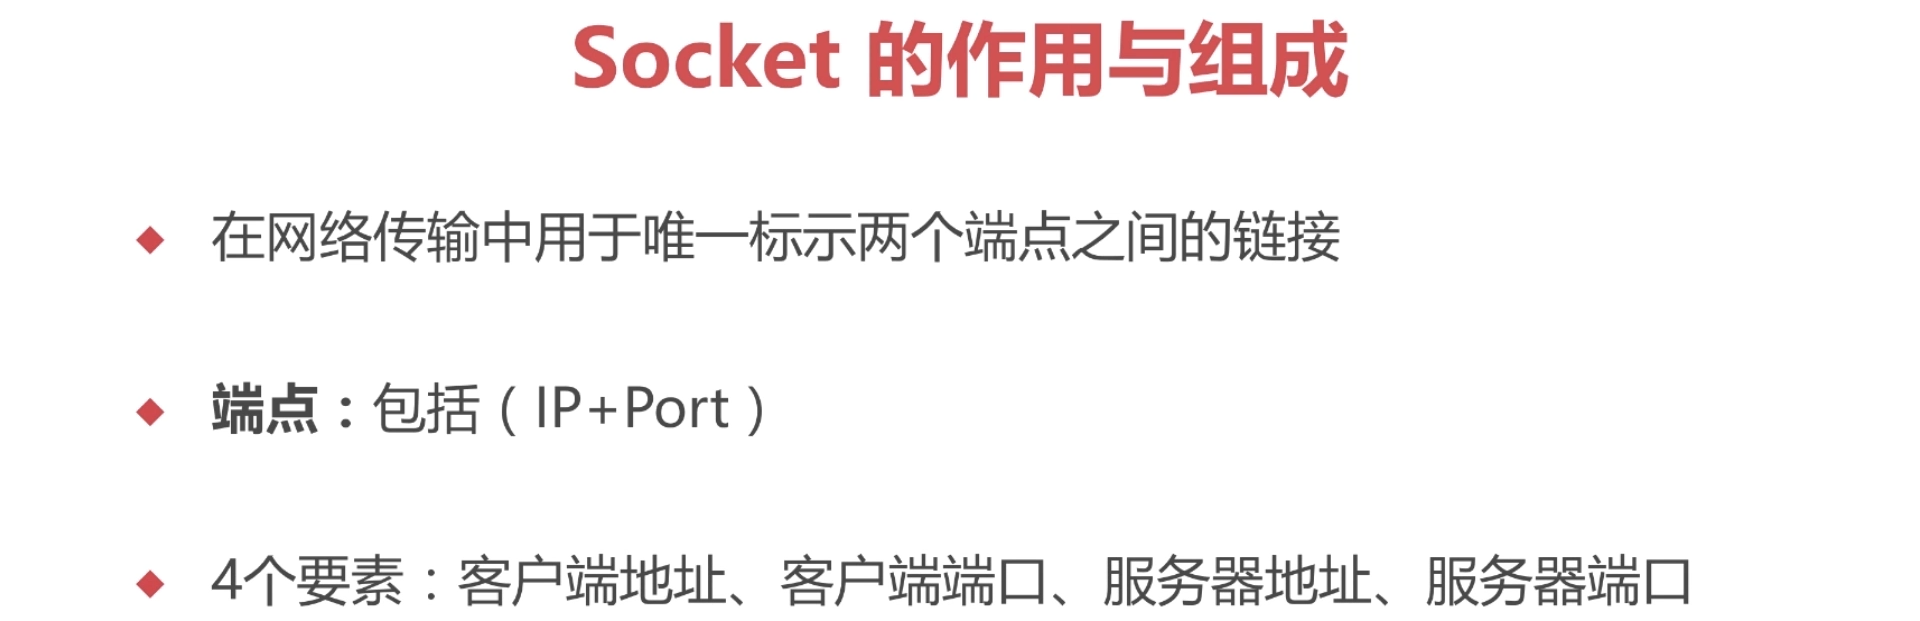 Socket 的作用与组成
在网络传输中用于唯一标示两个端点之间的链接
端点：包括（IP+Port）
4个要素：客户端地址、客户端端口、服务器地址、服务器端口